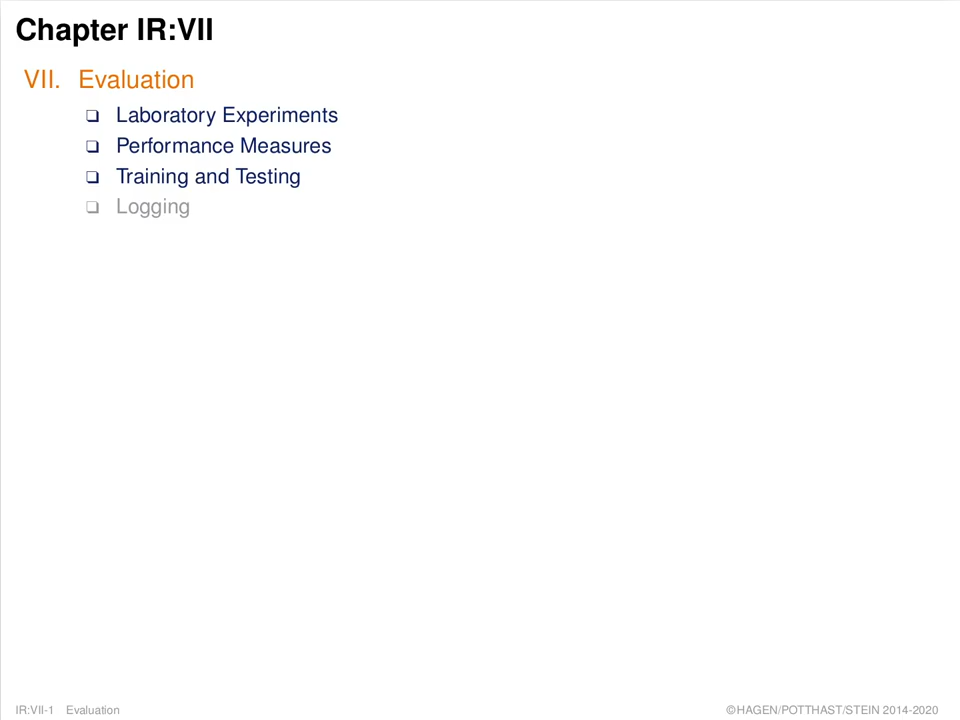 Chapter IR:VII
VII. Evaluation
❑ Laboratory Experiments
❑ Performance Measures
❑ Training and Testing
❑ Logging
IR:VII-1 Evaluation
©HAGEN/POTTHAST/STEIN 2014-2020